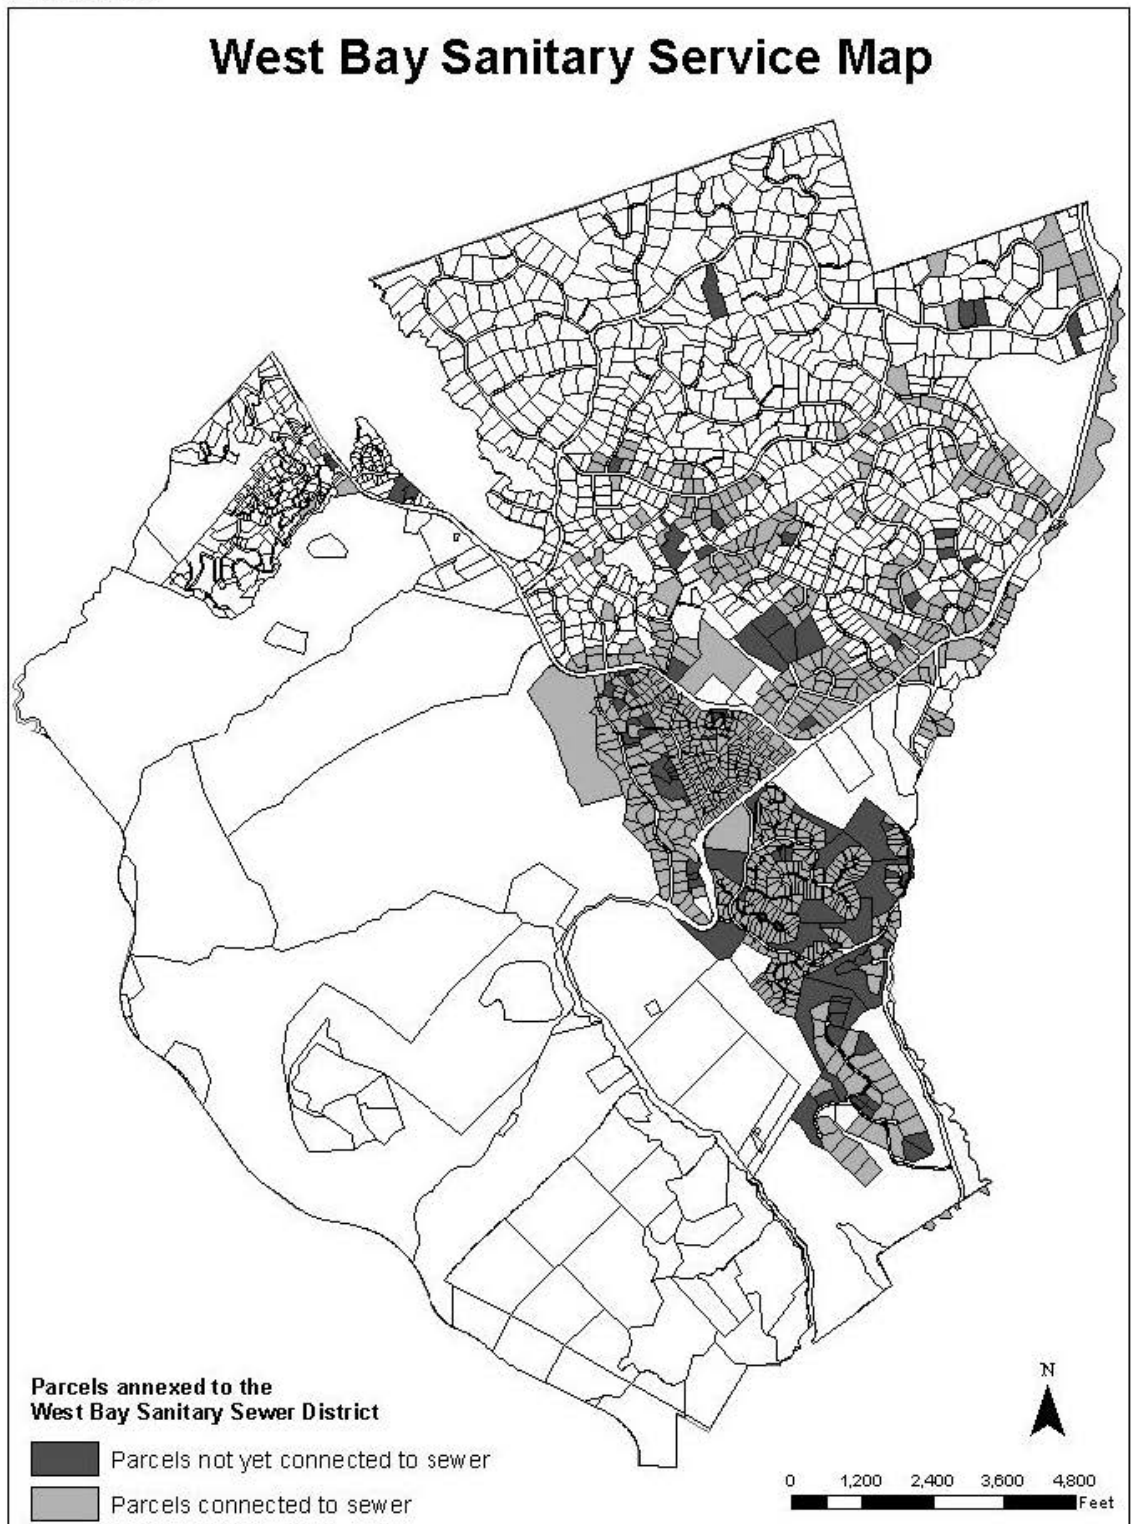 West Bay Sanitary Service Map
Parcels annexed to the
West Bay Sanitary Sewer District
Parcels not yet connected to sewer
Parcels connected to sewer
N
0 1,200 2,400 3,600 4,800
Feet